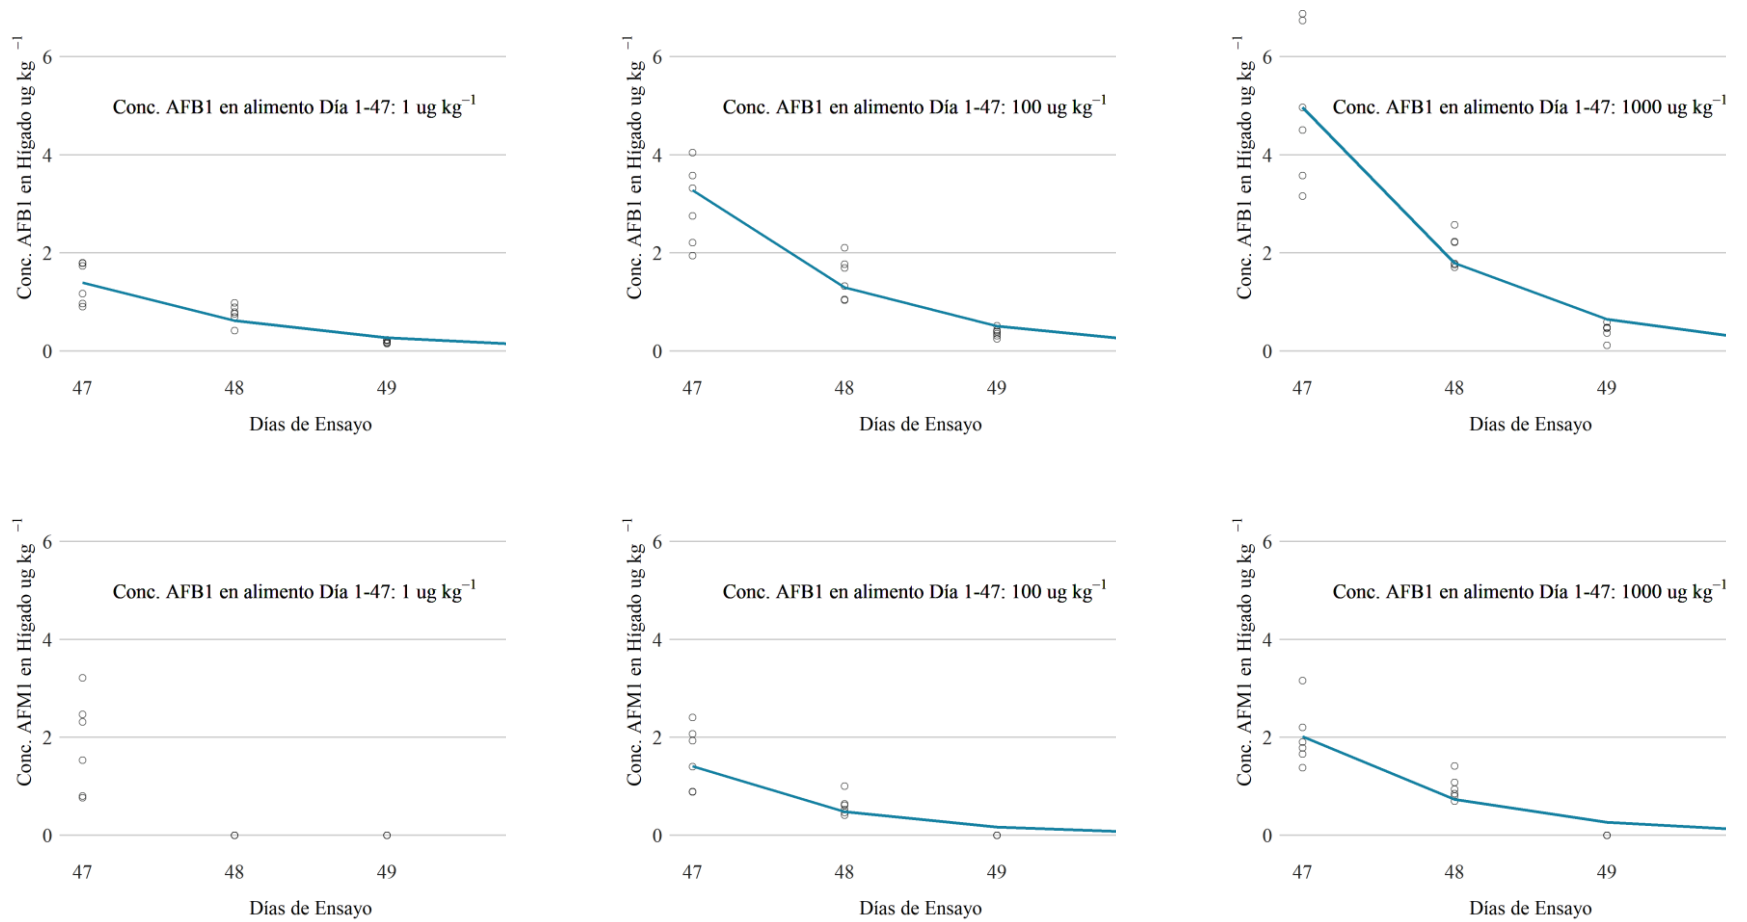 Conc. AFB1 en Hígado ug kg⁻¹
6
4
2
0
Conc. AFB1 en alimento Día 1-47: 1 ug kg⁻¹
47 48 49
Días de Ensayo
Conc. AFB1 en Hígado ug kg⁻¹
6
4
2
0
Conc. AFB1 en alimento Día 1-47: 100 ug kg⁻¹
47 48 49
Días de Ensayo
Conc. AFB1 en Hígado ug kg⁻¹
6
4
2
0
Conc. AFB1 en alimento Día 1-47: 1000 ug kg⁻¹
47 48 49
Días de Ensayo
Conc. AFM1 en Hígado ug kg⁻¹
6
4
2
0
Conc. AFB1 en alimento Día 1-47: 1 ug kg⁻¹
47 48 49
Días de Ensayo
Conc. AFM1 en Hígado ug kg⁻¹
6
4
2
0
Conc. AFB1 en alimento Día 1-47: 100 ug kg⁻¹
47 48 49
Días de Ensayo
Conc. AFM1 en Hígado ug kg⁻¹
6
4
2
0
Conc. AFB1 en alimento Día 1-47: 1000 ug kg⁻¹
47 48 49
Días de Ensayo